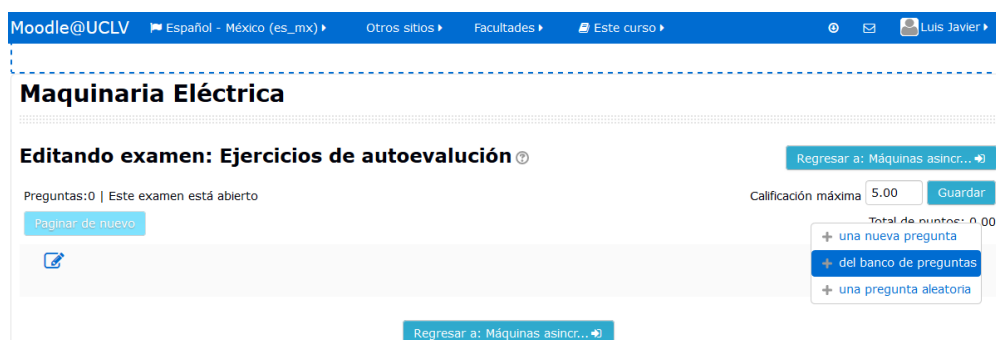 Moodle@UCLV Español - México (es_mx) Otros sitios Facultades Este curso Luis Javier
Maquinaria Eléctrica
Editando examen: Ejercicios de autoevalución
Regresar a: Máquinas asincr...
Preguntas:0 | Este examen está abierto
Calificación máxima 5.00 Guardar
Paginar de nuevo
Total de puntos: 0.00
+ una nueva pregunta
+ del banco de preguntas
+ una pregunta aleatoria
Regresar a: Máquinas asincr...